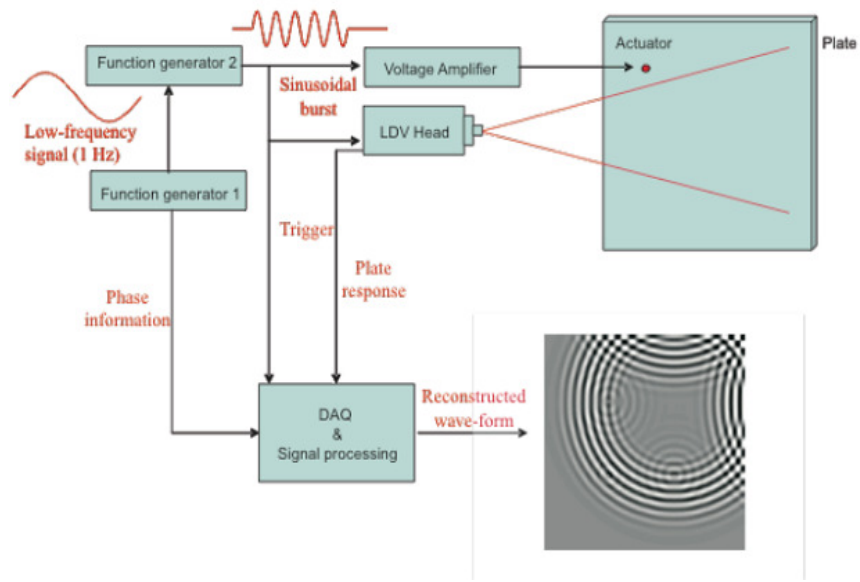 Function generator 2
Sinusoidal
burst
Voltage Amplifier
Actuator
Plate
Low-frequency
signal (1 Hz)
LDV Head
Function generator 1
Trigger
Plate
response
Phase
information
DAQ
&
Signal processing
Reconstructed
wave-form